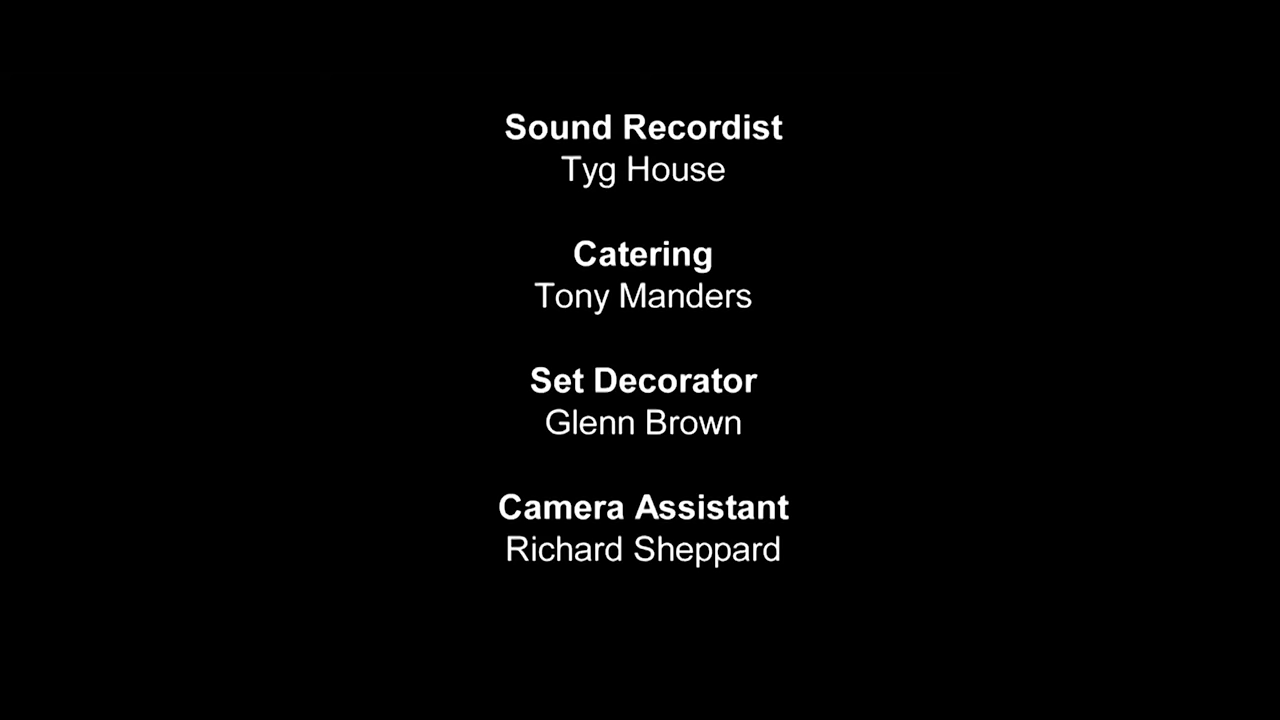 Sound Recordist
Tyg House
Catering
Tony Manders
Set Decorator
Glenn Brown
Camera Assistant
Richard Sheppard